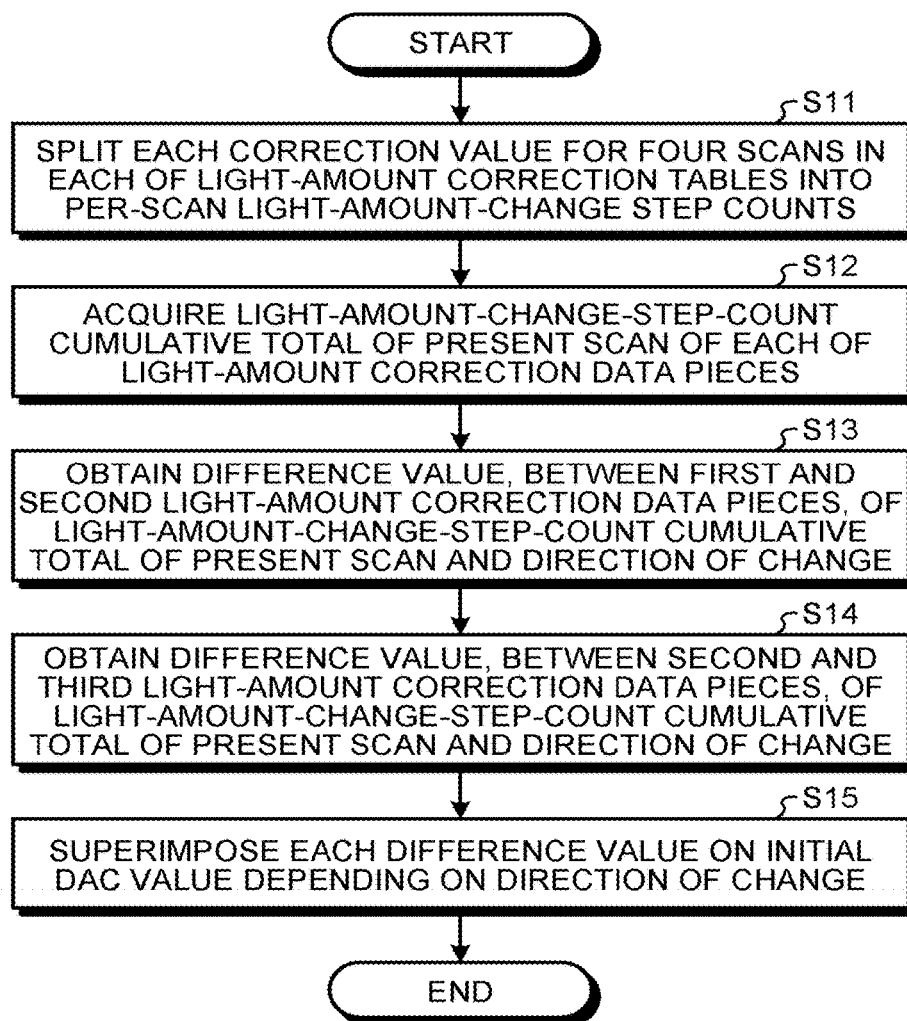 START
S11
SPLIT EACH CORRECTION VALUE FOR FOUR SCANS IN
EACH OF LIGHT-AMOUNT CORRECTION TABLES INTO
PER-SCAN LIGHT-AMOUNT-CHANGE STEP COUNTS
S12
ACQUIRE LIGHT-AMOUNT-CHANGE-STEP-COUNT
CUMULATIVE TOTAL OF PRESENT SCAN OF EACH OF
LIGHT-AMOUNT CORRECTION DATA PIECES
S13
OBTAIN DIFFERENCE VALUE, BETWEEN FIRST AND
SECOND LIGHT-AMOUNT CORRECTION DATA PIECES, OF
LIGHT-AMOUNT-CHANGE-STEP-COUNT CUMULATIVE
TOTAL OF PRESENT SCAN AND DIRECTION OF CHANGE
S14
OBTAIN DIFFERENCE VALUE, BETWEEN SECOND AND
THIRD LIGHT-AMOUNT CORRECTION DATA PIECES, OF
LIGHT-AMOUNT-CHANGE-STEP-COUNT CUMULATIVE
TOTAL OF PRESENT SCAN AND DIRECTION OF CHANGE
S15
SUPERIMPOSE EACH DIFFERENCE VALUE ON INITIAL
DAC VALUE DEPENDING ON DIRECTION OF CHANGE
END